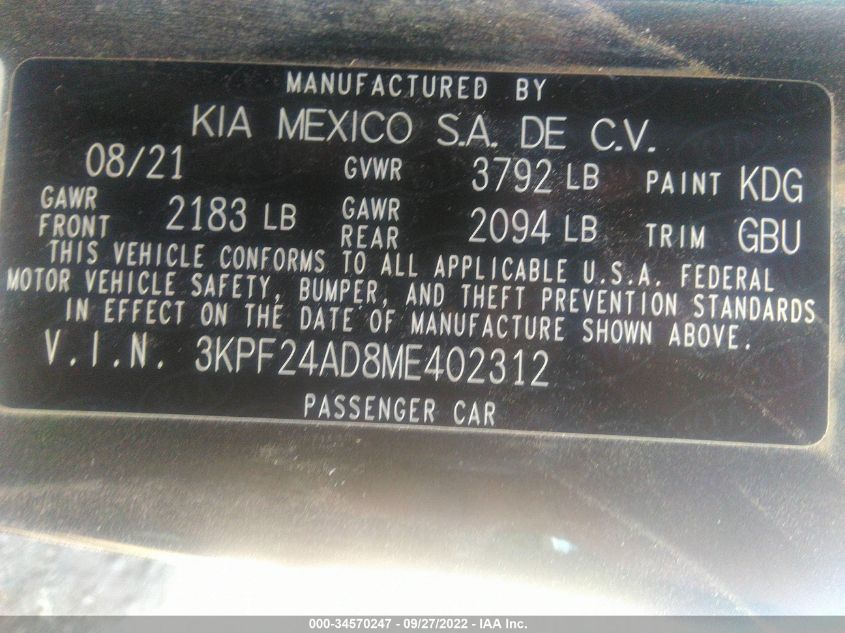 MANUFACTURED BY
KIA MEXICO S.A. DE C.V.
08/21 GVWR 3792 LB PAINT KDG
GAWR FRONT 2183 LB GAWR REAR 2094 LB TRIM GBU
THIS VEHICLE CONFORMS TO ALL APPLICABLE U.S.A. FEDERAL
MOTOR VEHICLE SAFETY, BUMPER, AND THEFT PREVENTION STANDARDS
IN EFFECT ON THE DATE OF MANUFACTURE SHOWN ABOVE.
V.I.N. 3KPF24AD8ME402312
PASSENGER CAR
000-34570247 - 09/27/2022 - IAA Inc.